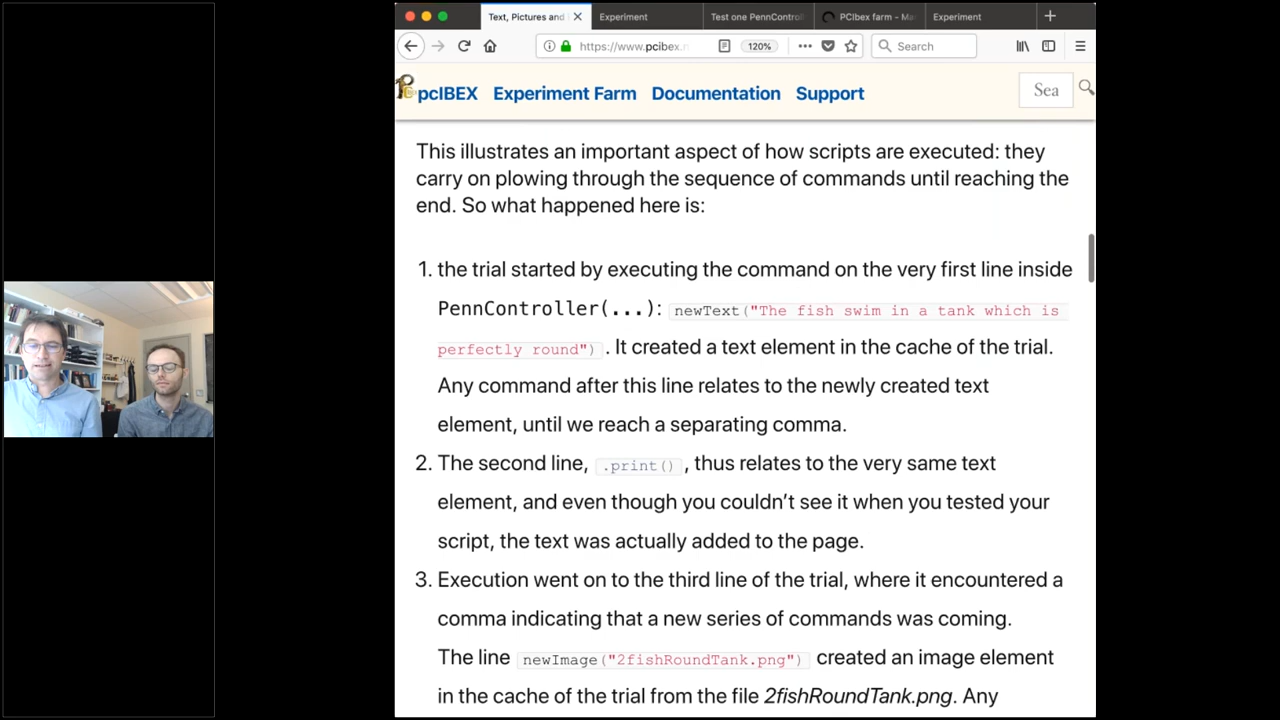 Text, Pictures and
Experiment
Test one PennControl
PCIbex farm - Ma
Experiment
https://www.pcibex.n
120%
Search
pcIBEX Experiment Farm Documentation Support
Sea
This illustrates an important aspect of how scripts are executed: they
carry on plowing through the sequence of commands until reaching the
end. So what happened here is:
1. the trial started by executing the command on the very first line inside
PennController(...): newText("The fish swim in a tank which is
perfectly round") . It created a text element in the cache of the trial.
Any command after this line relates to the newly created text
element, until we reach a separating comma.
2. The second line, .print() , thus relates to the very same text
element, and even though you couldn’t see it when you tested your
script, the text was actually added to the page.
3. Execution went on to the third line of the trial, where it encountered a
comma indicating that a new series of commands was coming.
The line newImage("2fishRoundTank.png") created an image element
in the cache of the trial from the file 2fishRoundTank.png. Any